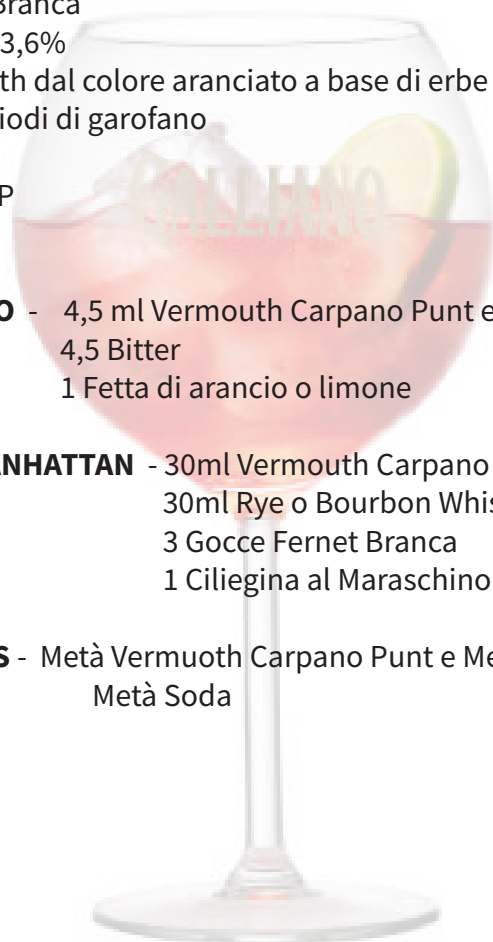 Branca
3,6%
th dal colore aranciato a base di erbe
iodi di garofano
P
GALLIANO
O - 4,5 ml Vermouth Carpano Punt e
4,5 Bitter
1 Fetta di arancio o limone
ANHATTAN - 30ml Vermouth Carpano
30ml Rye o Bourbon Whis
3 Gocce Fernet Branca
1 Ciliegina al Maraschino
S - Metà Vermuoth Carpano Punt e Me
Metà Soda